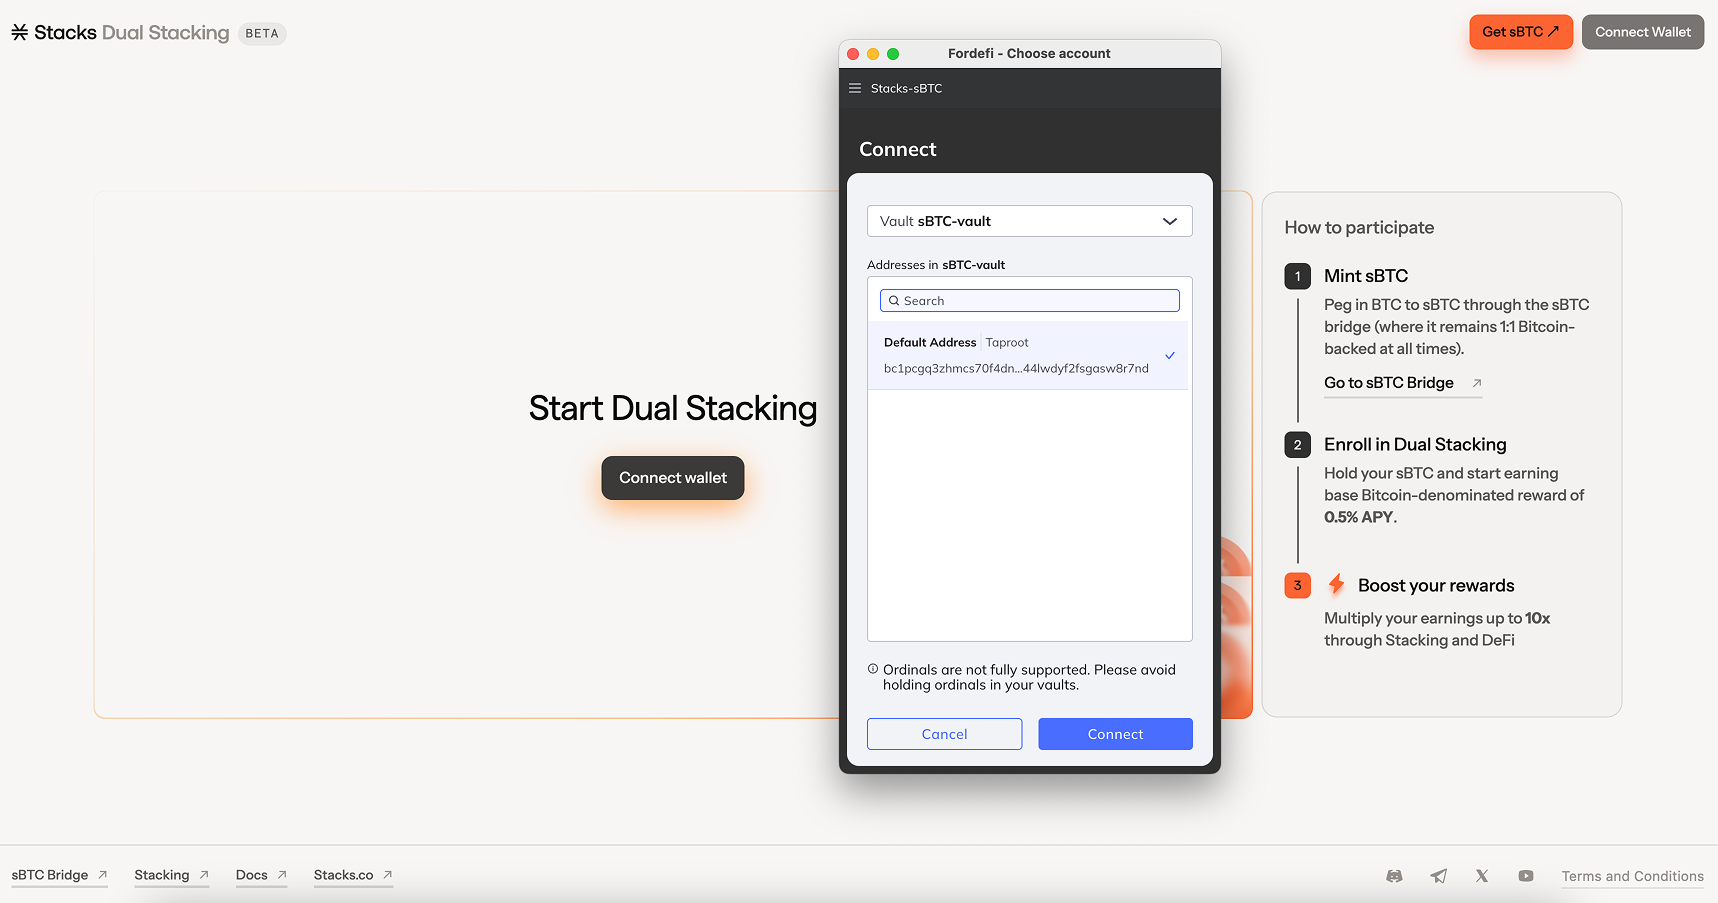 Stacks Dual Stacking BETA
Get sBTC ↗
Connect Wallet
Start Dual Stacking
Connect wallet
Fordefi - Choose account
Stacks-sBTC
Connect
Vault sBTC-vault
Addresses in sBTC-vault
Search
Default Address Taproot
bc1pcgq3zhmcs70f4dn...44lwdyf2fsgasw8r7nd
Ordinals are not fully supported. Please avoid
holding ordinals in your vaults.
Cancel
Connect
How to participate
1 Mint sBTC
Peg in BTC to sBTC through the sBTC
bridge (where it remains 1:1 Bitcoin-
backed at all times).
Go to sBTC Bridge ↗
2 Enroll in Dual Stacking
Hold your sBTC and start earning
base Bitcoin-denominated reward of
0.5% APY.
3 Boost your rewards
Multiply your earnings up to 10x
through Stacking and DeFi
sBTC Bridge ↗
Stacking ↗
Docs ↗
Stacks.co ↗
Terms and Conditions